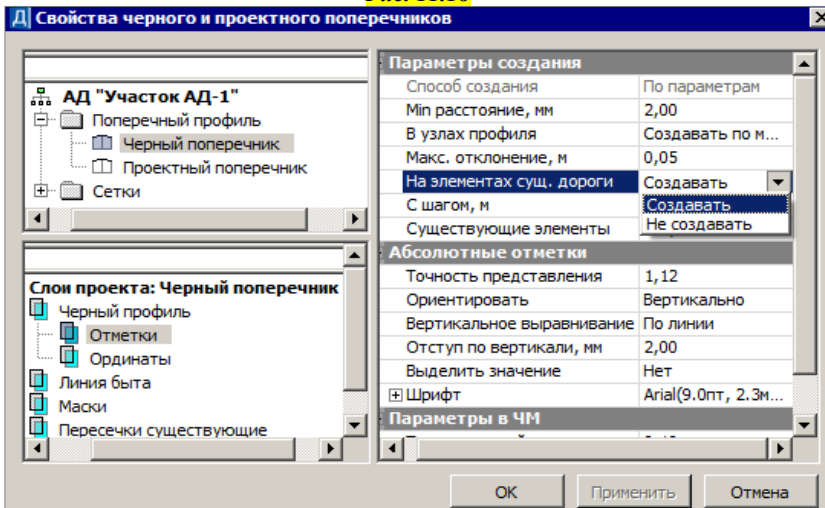 Свойства черного и проектного поперечников
АД "Участок АД-1"
Поперечный профиль
Черный поперечник
Проектный поперечник
Сетки
Слои проекта: Черный поперечник
Черный профиль
Отметки
Ординаты
Линия быта
Маски
Пересечки существующие
Параметры создания
Способ создания По параметрам
Min расстояние, мм 2,00
В узлах профиля Создавать по м...
Макс. отклонение, м 0,05
На элементах сущ. дороги Создавать
С шагом, м Создавать
Существующие элементы Не создавать
Абсолютные отметки
Точность представления 1,12
Ориентировать Вертикально
Вертикальное выравнивание По линии
Отступ по вертикали, мм 2,00
Выделить значение Нет
Шрифт Arial(9.0пт, 2.3м...
Параметры в ЧМ
ОК Применить Отмена